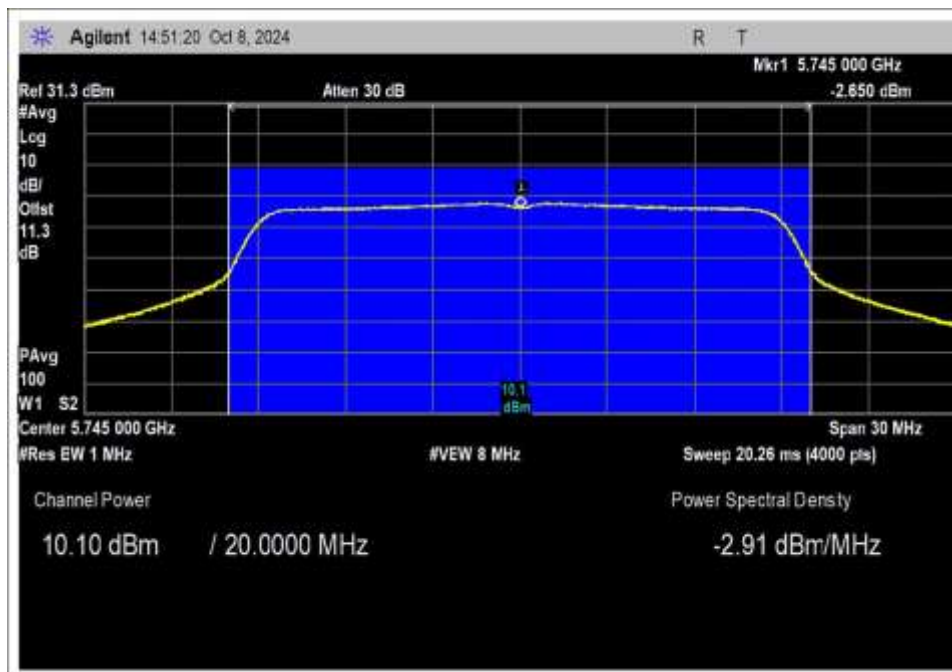 Agilent 14:51:20 Oct 8, 2024 R T
Mkr1 5.745 000 GHz
Ref 31.3 dBm Atten 30 dB -2.650 dBm
#Avg
Log
10
dB/
Offst
11.3
dB
1
PAvg
100
10.1
dBm
W1 S2
Center 5.745 000 GHz Span 30 MHz
#Res BW 1 MHz #VBW 8 MHz Sweep 20.26 ms (4000 pts)
Channel Power Power Spectral Density
10.10 dBm / 20.0000 MHz -2.91 dBm/MHz